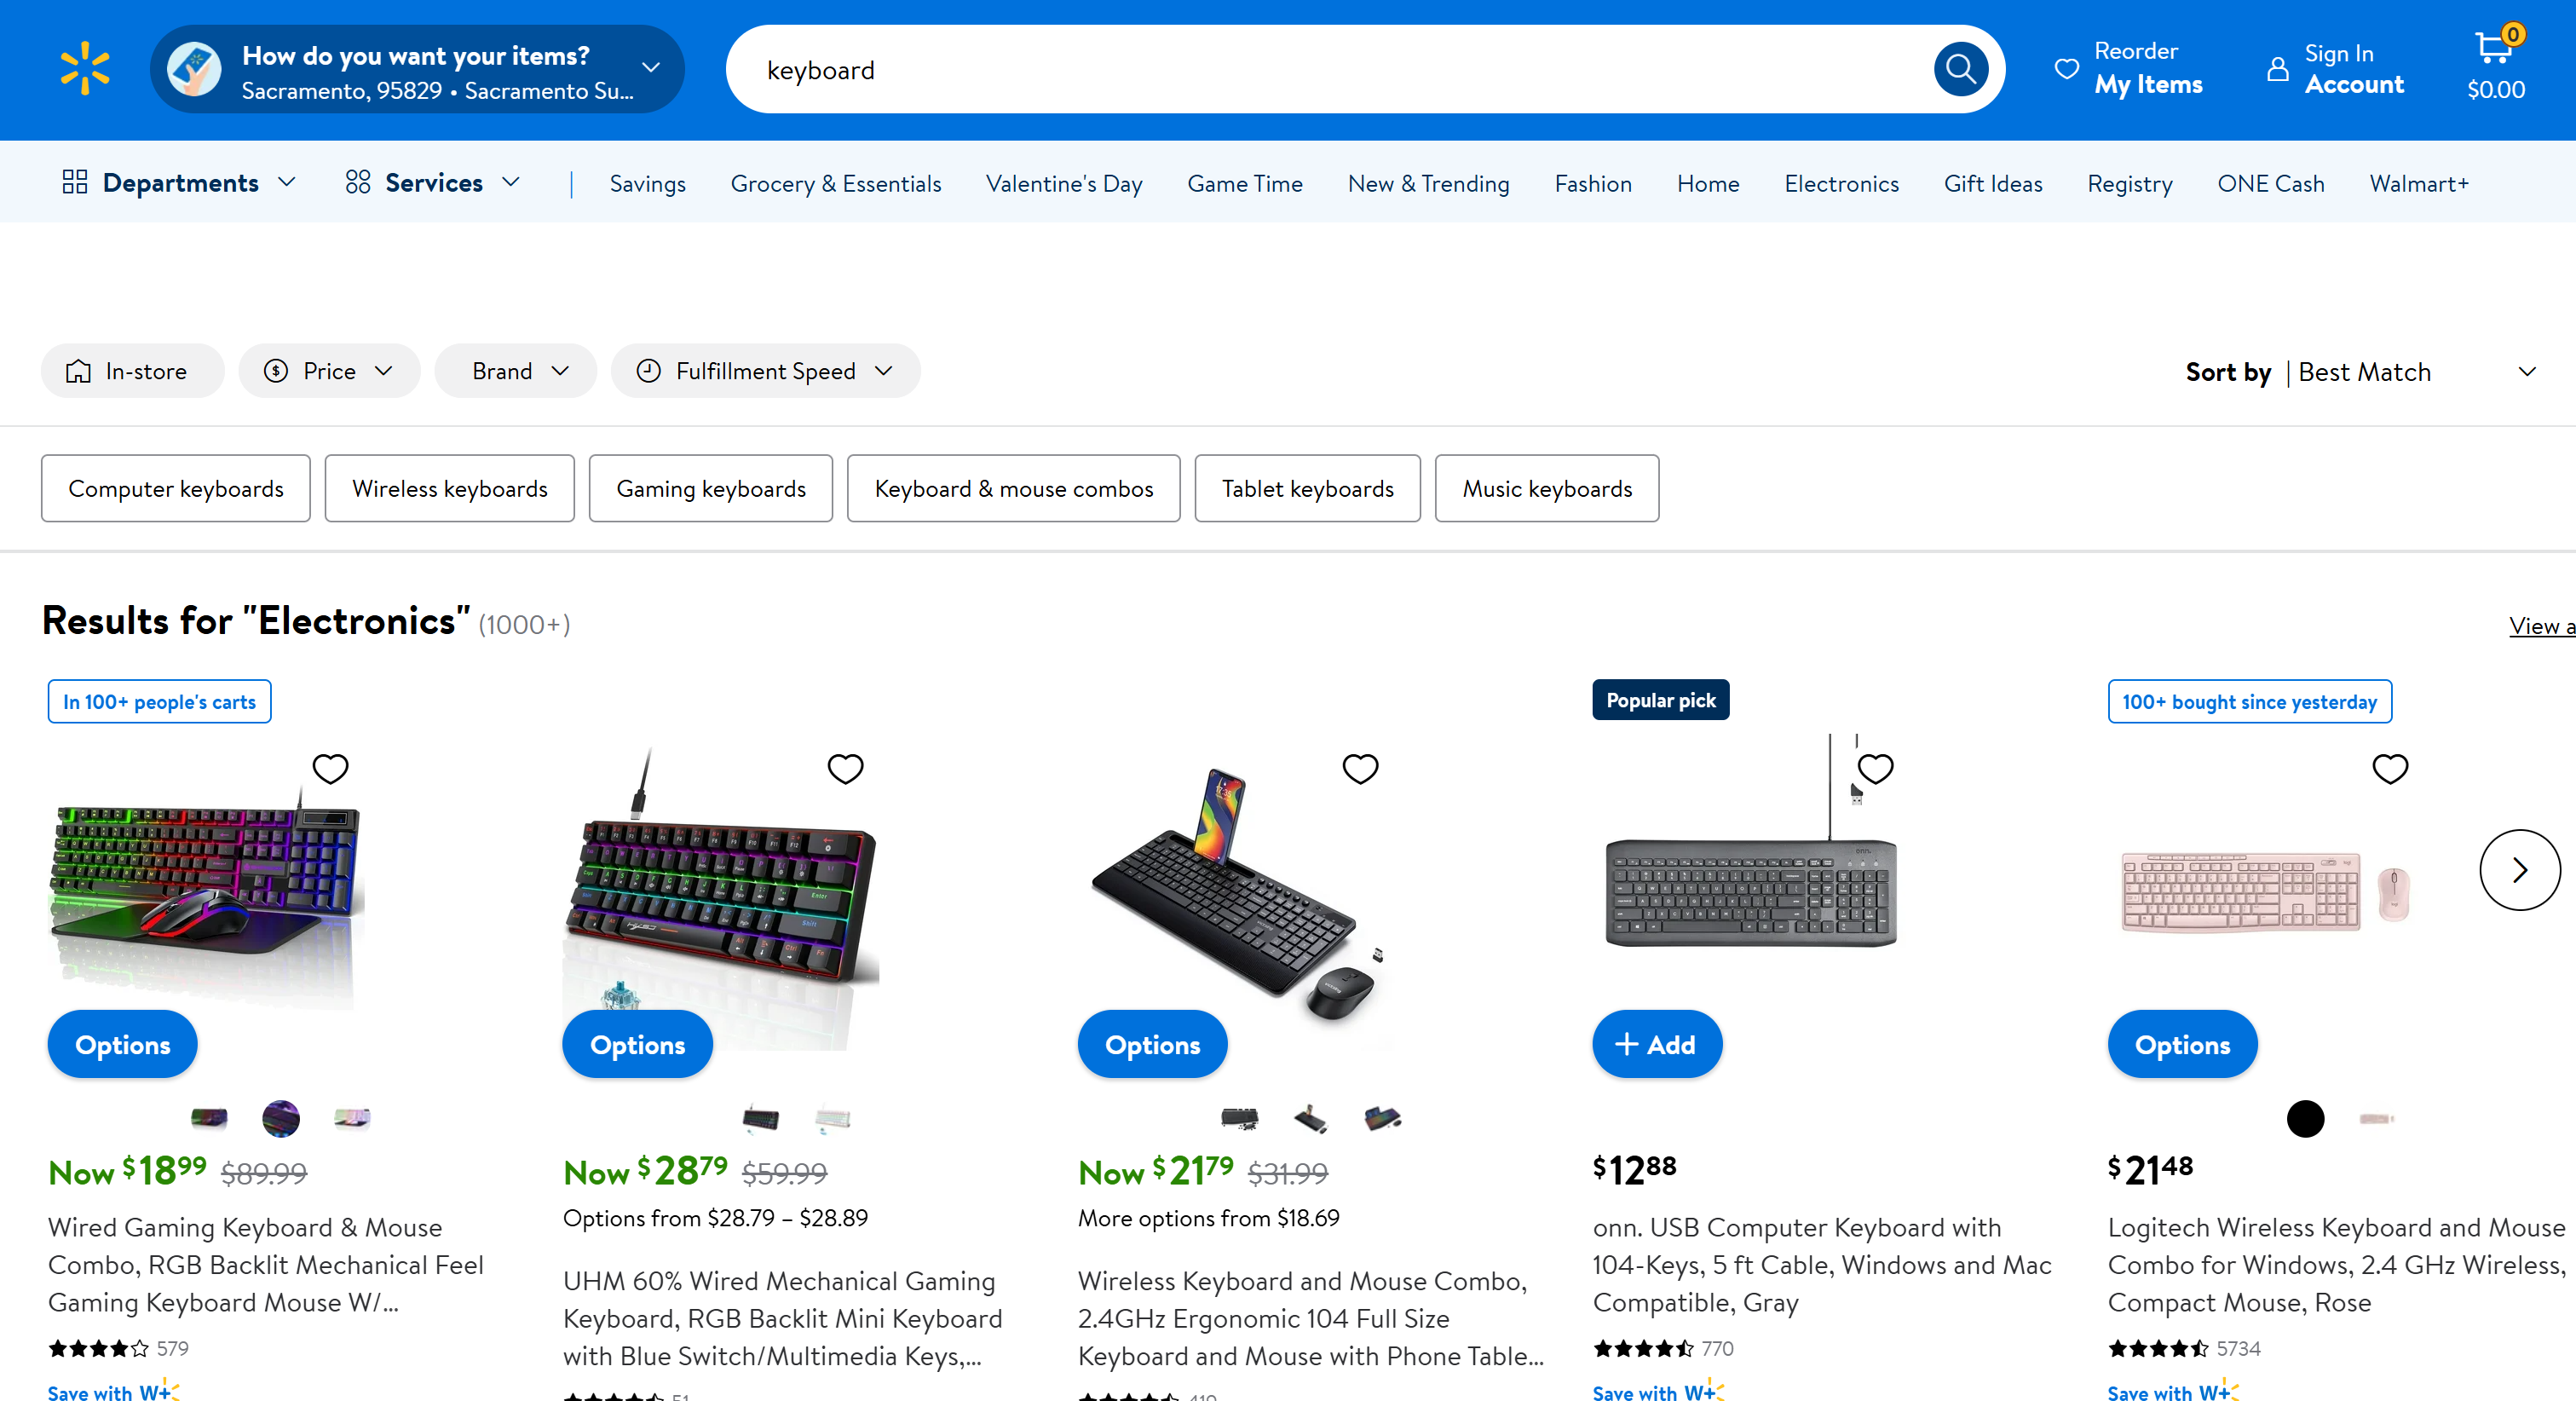 How do you want your items?
Sacramento, 95829 • Sacramento Su...
keyboard
Reorder
My Items
Sign In
Account
0
$0.00
Departments
Services
Savings
Grocery & Essentials
Valentine's Day
Game Time
New & Trending
Fashion
Home
Electronics
Gift Ideas
Registry
ONE Cash
Walmart+
In-store
Price
Brand
Fulfillment Speed
Sort by | Best Match
Computer keyboards
Wireless keyboards
Gaming keyboards
Keyboard & mouse combos
Tablet keyboards
Music keyboards
Results for "Electronics" (1000+)
View a
In 100+ people's carts
Options
Now $18.99 $89.99
Wired Gaming Keyboard & Mouse
Combo, RGB Backlit Mechanical Feel
Gaming Keyboard Mouse W/...
579
Save with W+
Options
Now $28.79 $59.99
Options from $28.79 – $28.89
UHM 60% Wired Mechanical Gaming
Keyboard, RGB Backlit Mini Keyboard
with Blue Switch/Multimedia Keys,...
51
Options
Now $21.79 $31.99
More options from $18.69
Wireless Keyboard and Mouse Combo,
2.4GHz Ergonomic 104 Full Size
Keyboard and Mouse with Phone Table...
419
Popular pick
onn.
+ Add
$12.88
onn. USB Computer Keyboard with
104-Keys, 5 ft Cable, Windows and Mac
Compatible, Gray
770
Save with W+
100+ bought since yesterday
Options
$21.48
Logitech Wireless Keyboard and Mouse
Combo for Windows, 2.4 GHz Wireless,
Compact Mouse, Rose
5734
Save with W+